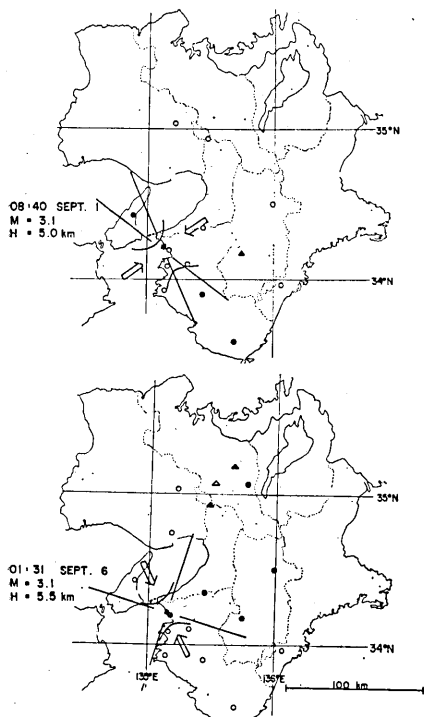 35°N
08:40 SEPT. 1
M = 3.1
H = 5.0 km
34°N
35°N
01:31 SEPT. 6
M = 3.1
H = 5.5 km
34°N
135°E
136°E
100 km